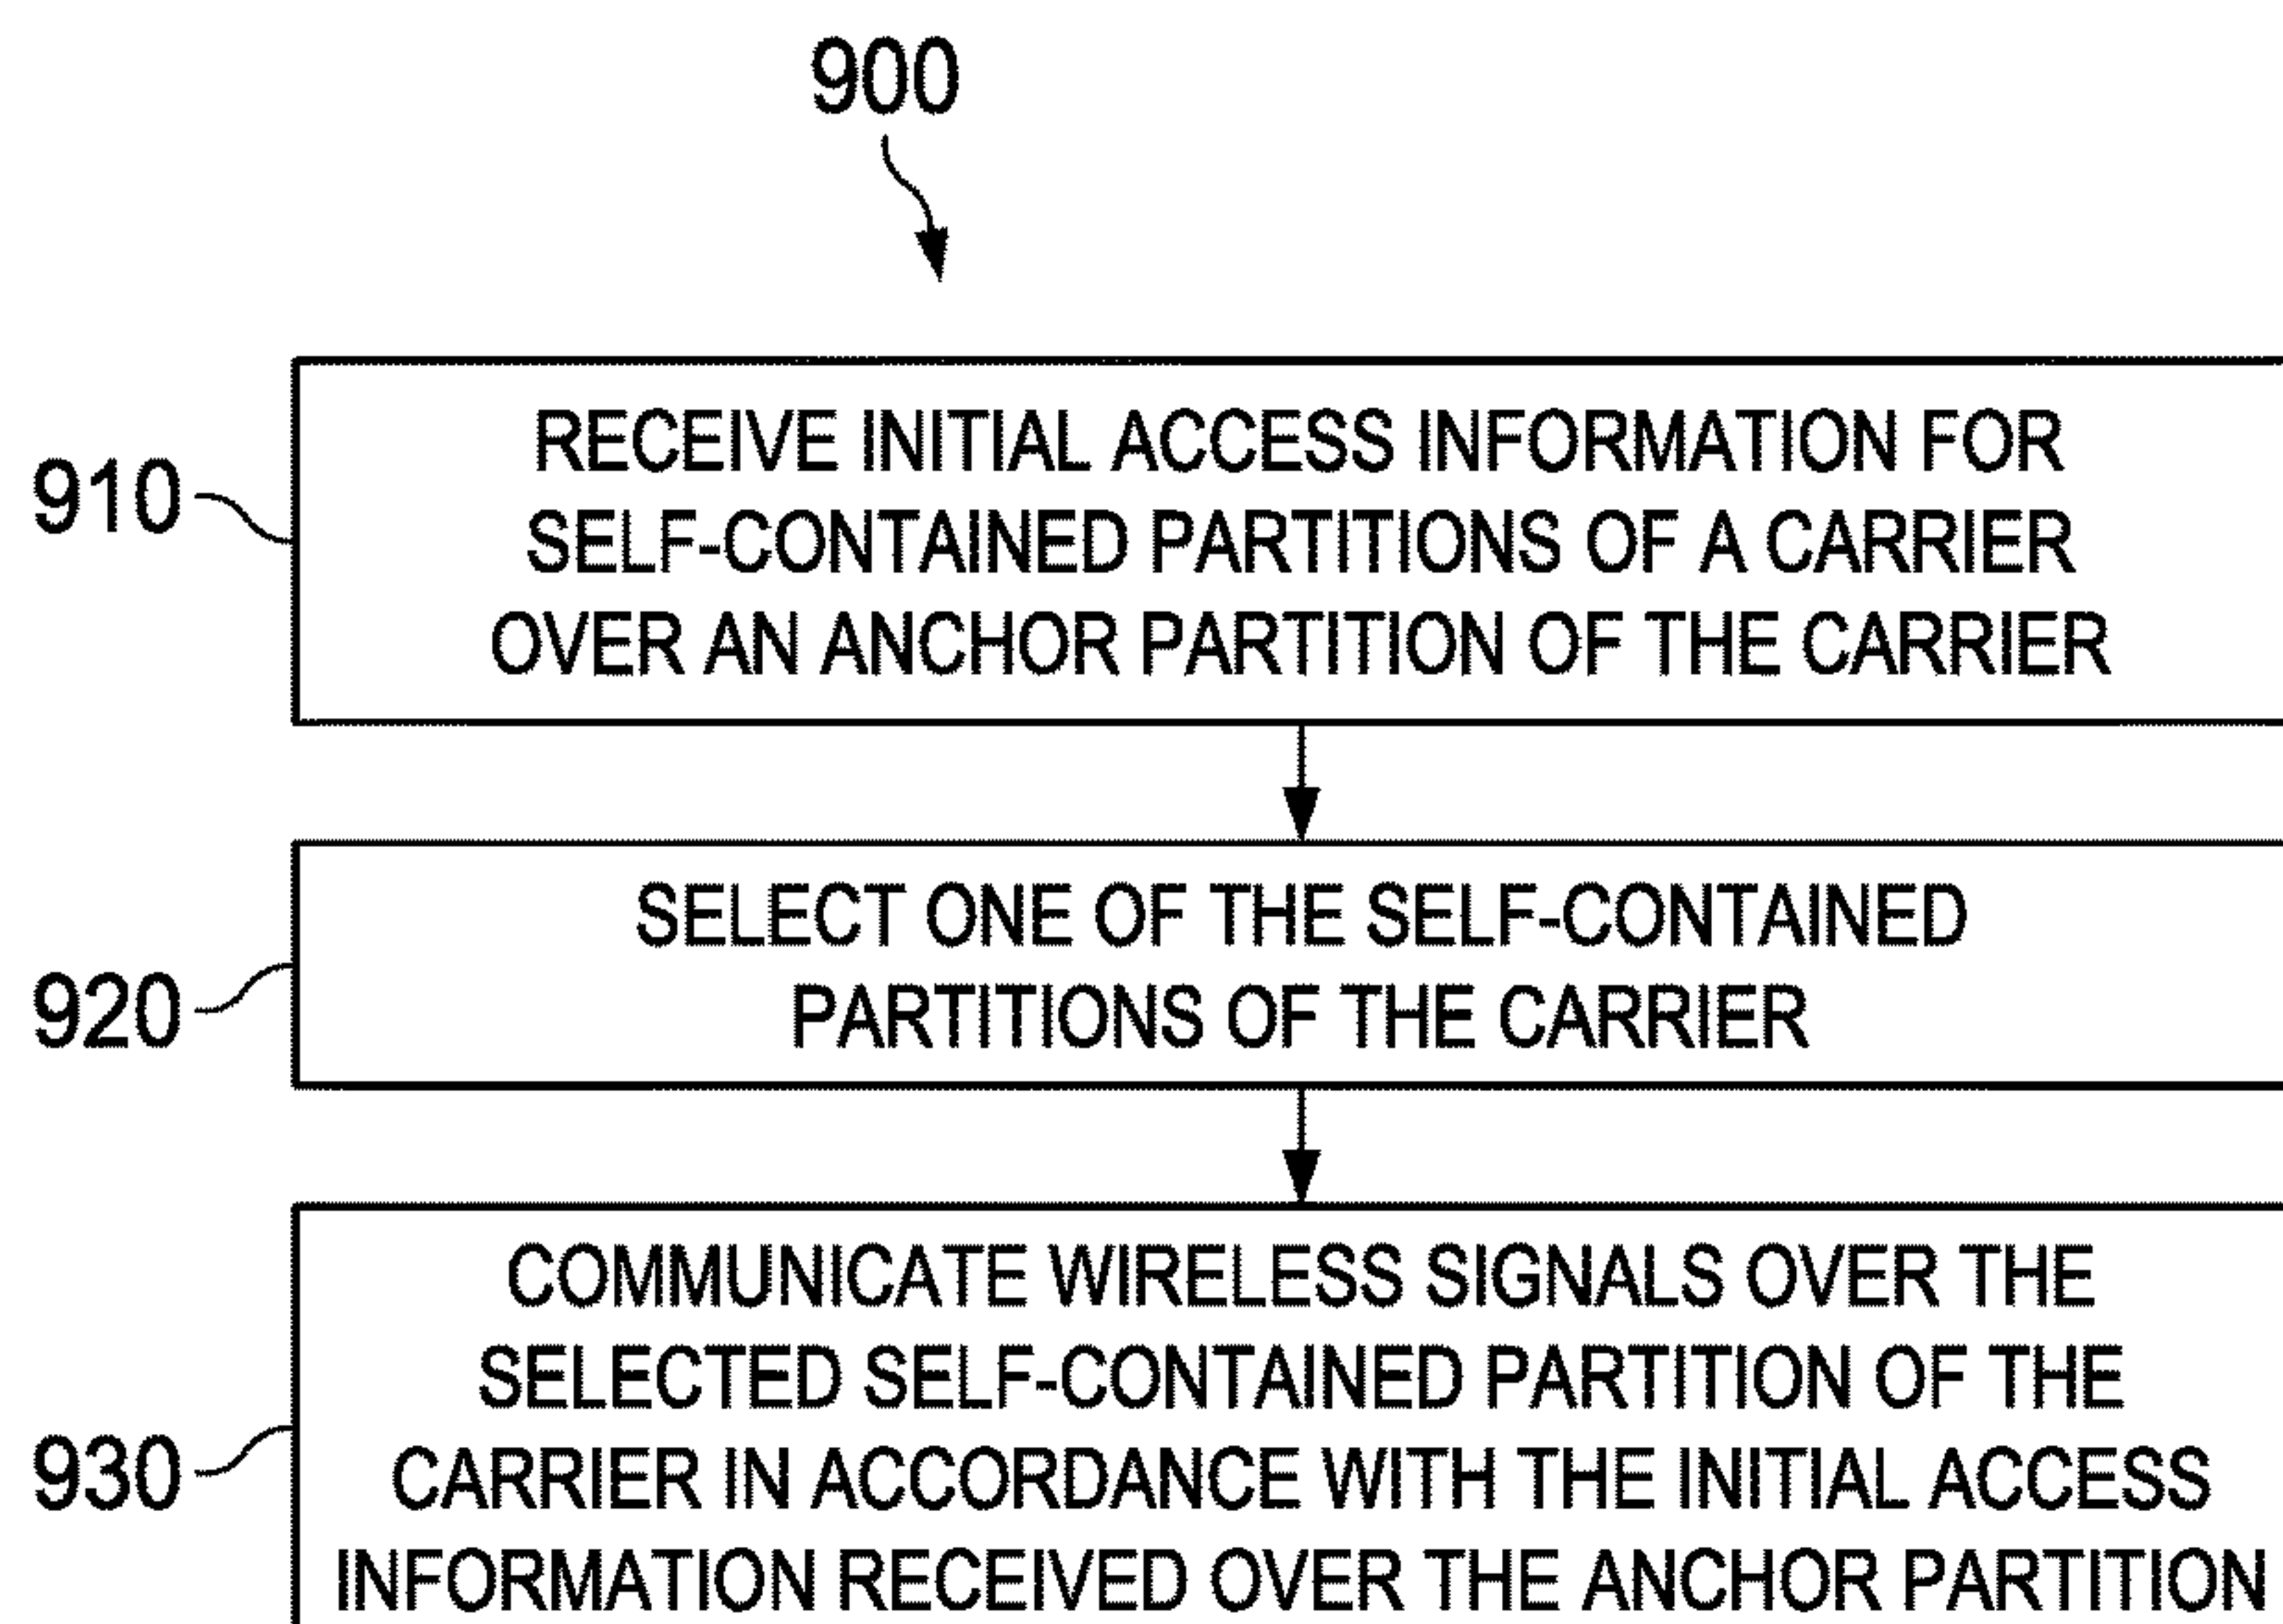 900
910
RECEIVE INITIAL ACCESS INFORMATION FOR
SELF-CONTAINED PARTITIONS OF A CARRIER
OVER AN ANCHOR PARTITION OF THE CARRIER
920
SELECT ONE OF THE SELF-CONTAINED
PARTITIONS OF THE CARRIER
930
COMMUNICATE WIRELESS SIGNALS OVER THE
SELECTED SELF-CONTAINED PARTITION OF THE
CARRIER IN ACCORDANCE WITH THE INITIAL ACCESS
INFORMATION RECEIVED OVER THE ANCHOR PARTITION